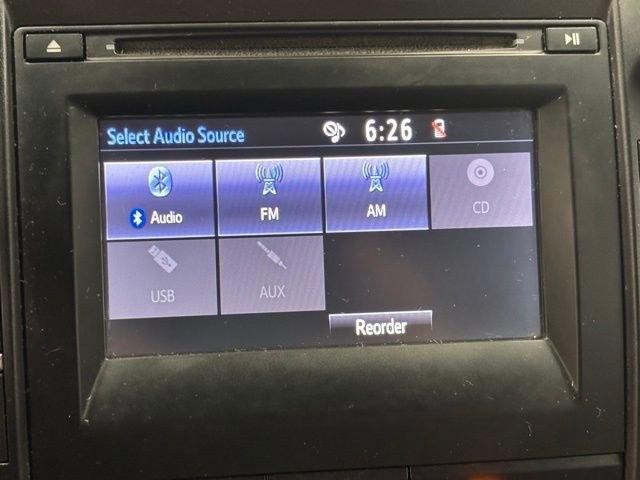 Select Audio Source 6:26
Audio FM AM CD
USB AUX
Reorder